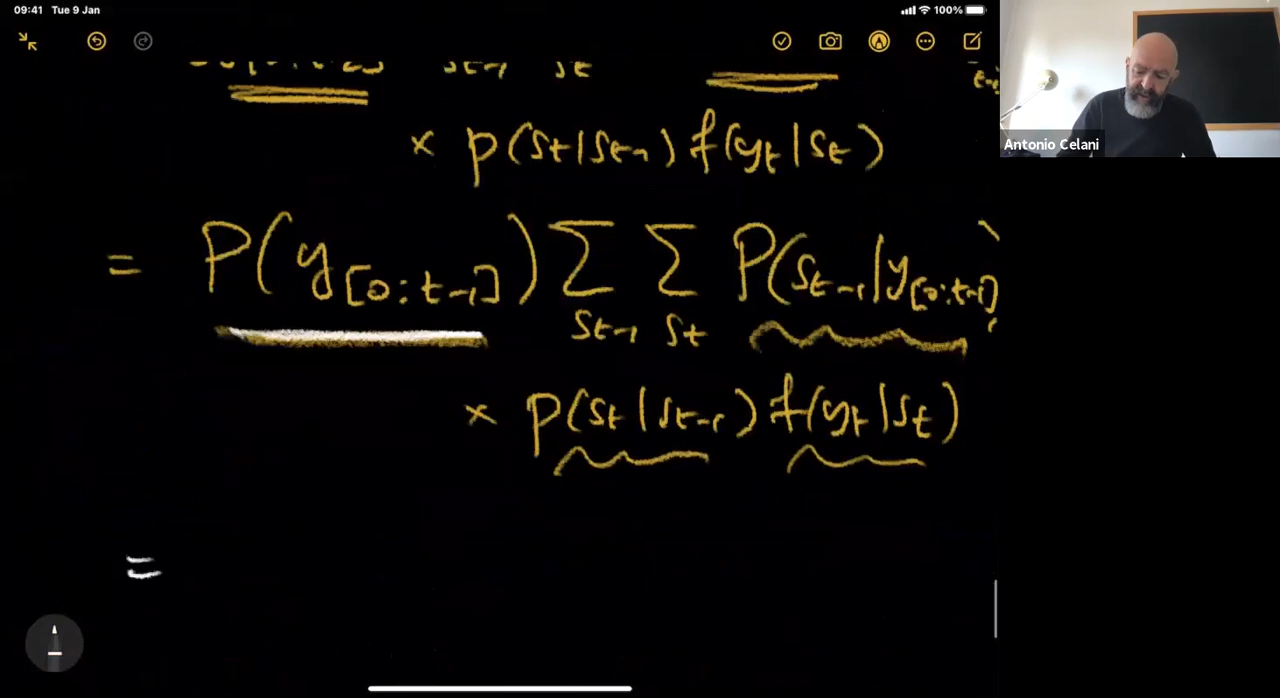 09:41 Tue 9 Jan 100%
Antonio Celani
× p(st|st-1) f(yt|st)
= P(y[0:t-1]) Σ Σ P(st-1|y[0:t-1])
st-1 st
× p(st|st-1) f(yt|st)
=